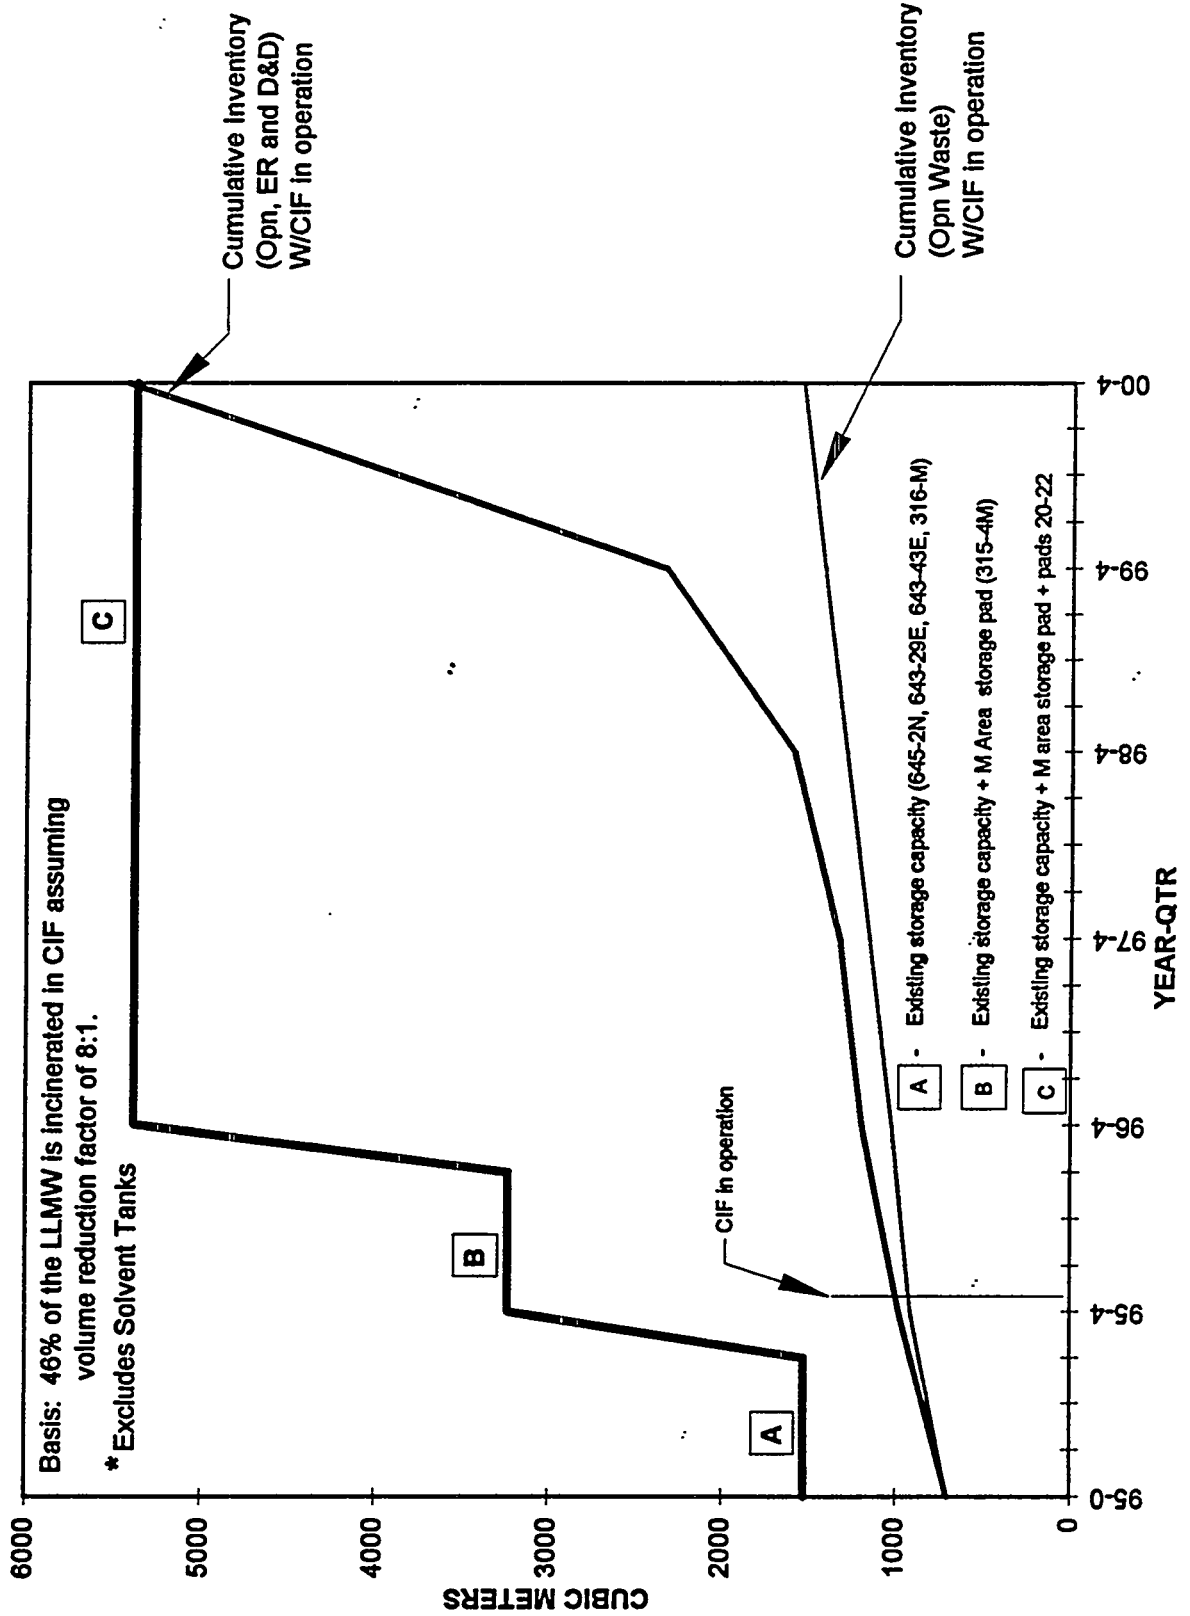 Basis: 46% of the LLMW is incinerated in CIF assuming
volume reduction factor of 8:1.
* Excludes Solvent Tanks
CUBIC METERS
6000
5000
4000
3000
2000
1000
0
A
B
C
CIF in operation
Cumulative Inventory
(Opn, ER and D&D)
W/CIF in operation
Cumulative Inventory
(Opn Waste)
W/CIF in operation
A - Existing storage capacity (645-2N, 643-29E, 643-43E, 316-M)
B - Existing storage capacity + M Area storage pad (315-4M)
C - Existing storage capacity + M area storage pad + pads 20-22
95-0
95-4
96-4
97-4
98-4
99-4
00-4
YEAR-QTR